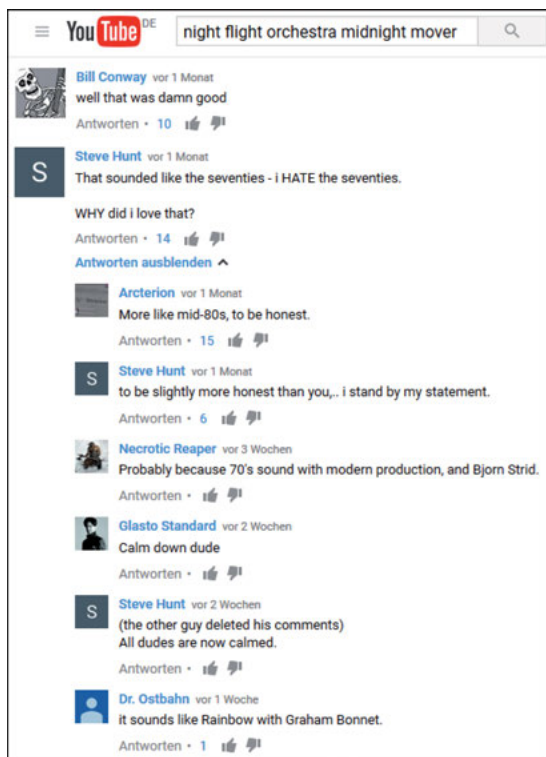 YouTube DE
night flight orchestra midnight mover
Bill Conway vor 1 Monat
well that was damn good
Antworten • 10
S
Steve Hunt vor 1 Monat
That sounded like the seventies - i HATE the seventies.
WHY did i love that?
Antworten • 14
Antworten ausblenden
Arcterion vor 1 Monat
More like mid-80s, to be honest.
Antworten • 15
S
Steve Hunt vor 1 Monat
to be slightly more honest than you,.. i stand by my statement.
Antworten • 6
Necrotic Reaper vor 3 Wochen
Probably because 70's sound with modern production, and Bjorn Strid.
Antworten •
Glasto Standard vor 2 Wochen
Calm down dude
Antworten •
S
Steve Hunt vor 2 Wochen
(the other guy deleted his comments)
All dudes are now calmed.
Antworten •
Dr. Ostbahn vor 1 Woche
it sounds like Rainbow with Graham Bonnet.
Antworten • 1